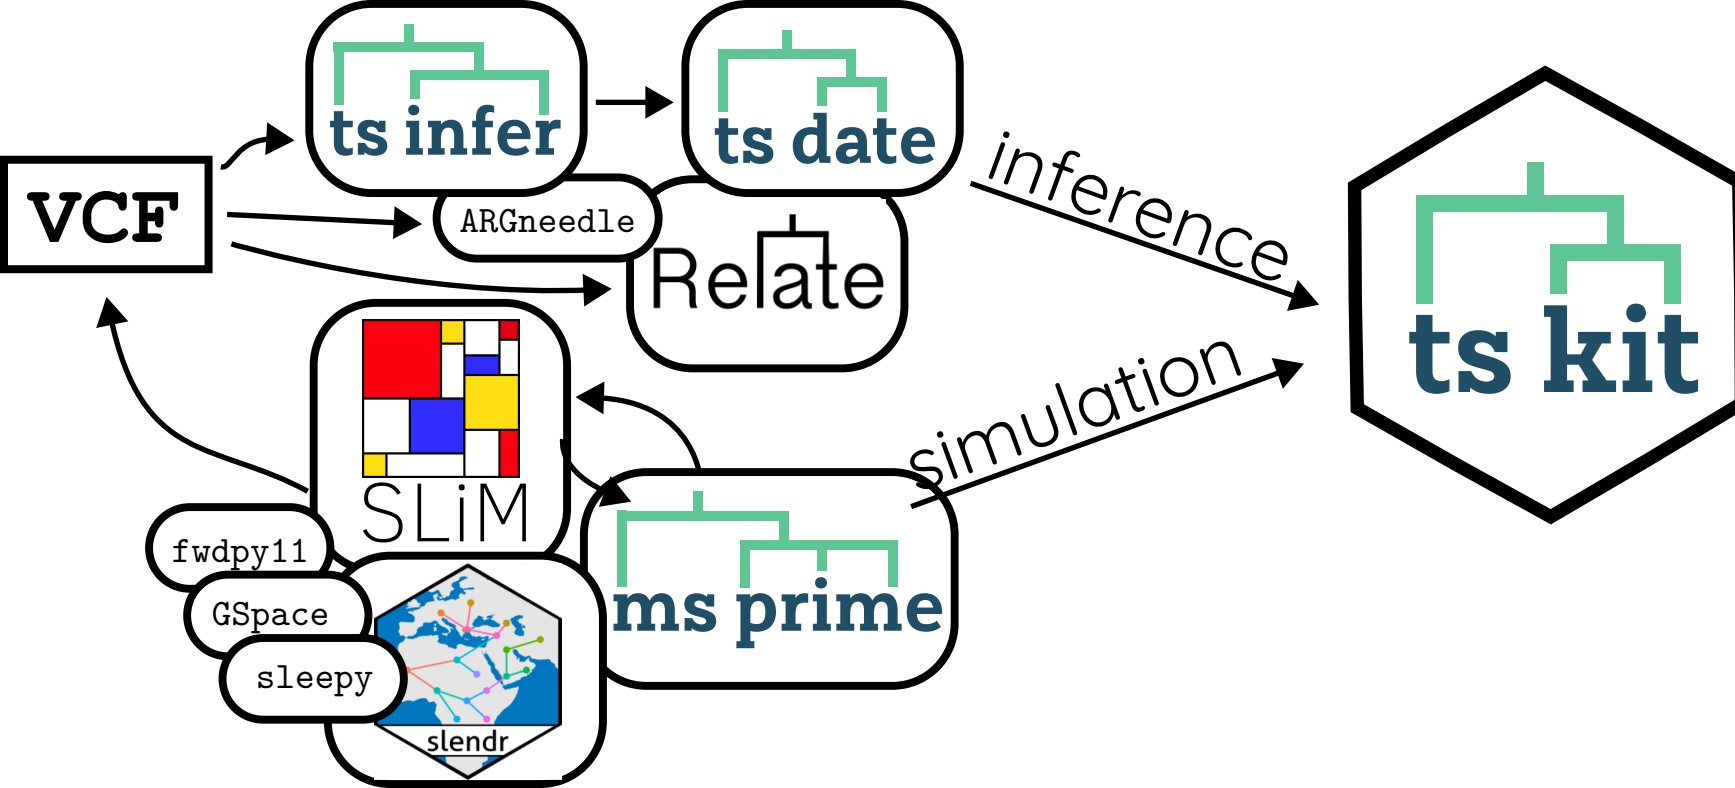 ts infer
ts date
VCF
ARGneedle
Relate
inference
ts kit
simulation
SLiM
fwdpy11
GSpace
sleepy
slendr
ms prime